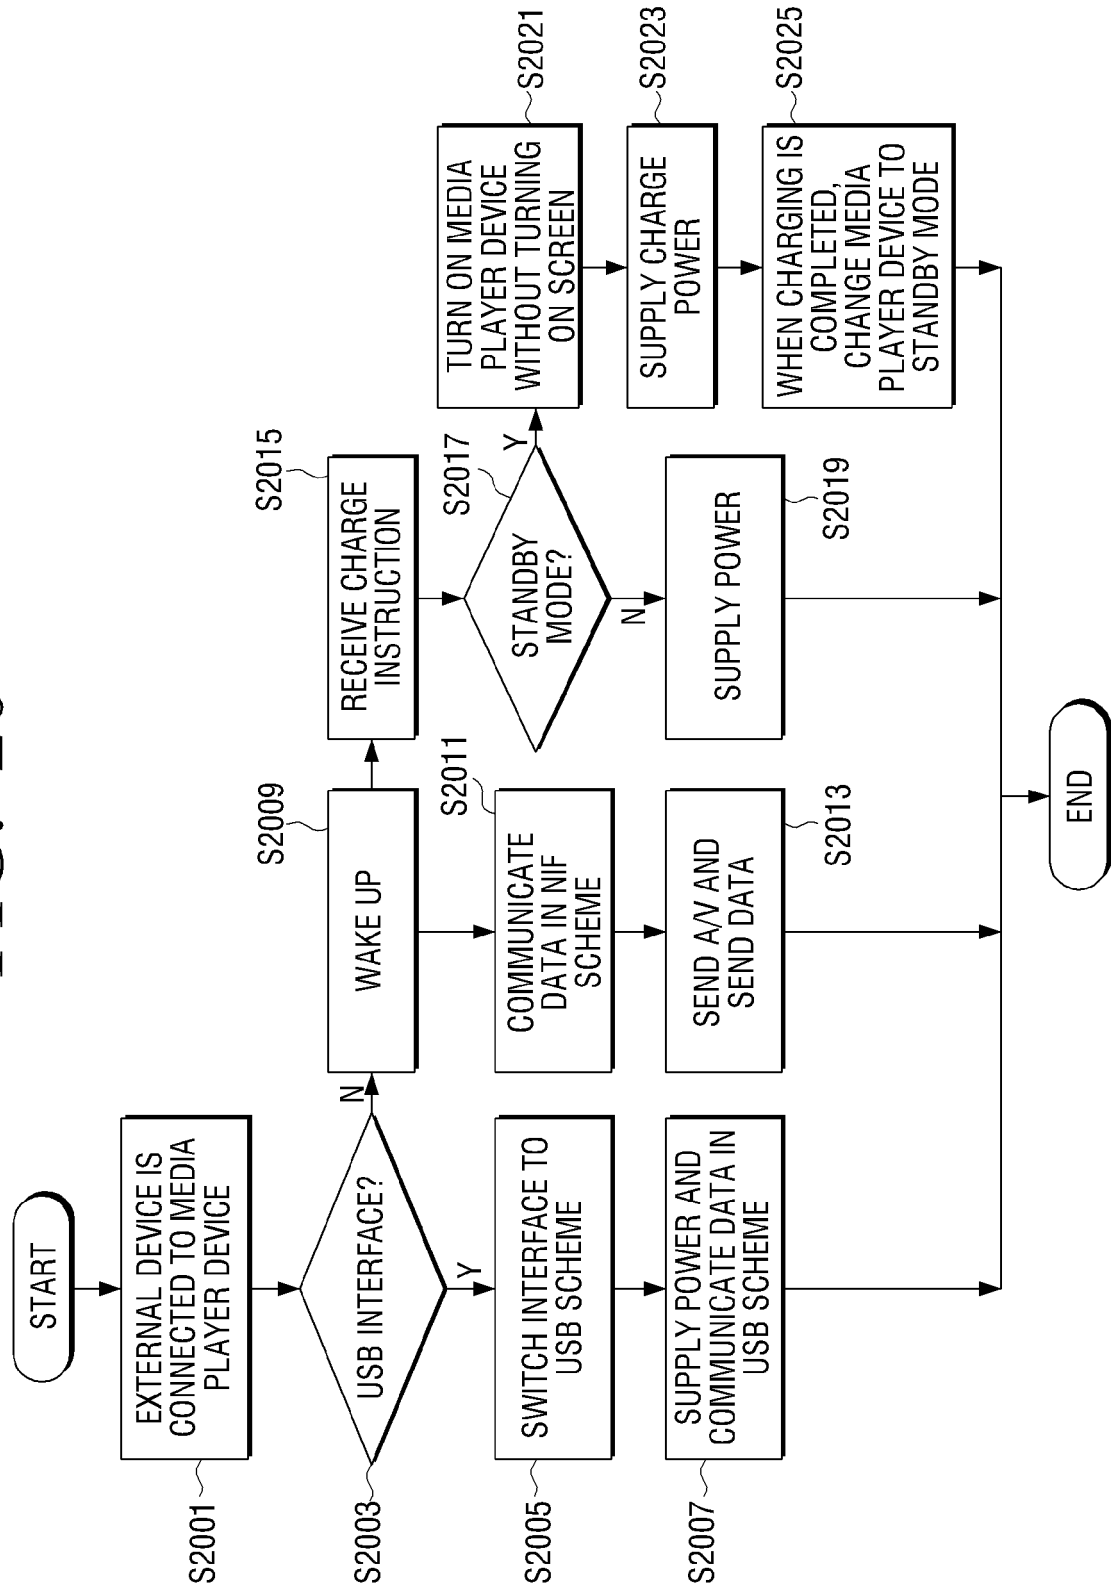 START
EXTERNAL DEVICE IS
CONNECTED TO MEDIA
PLAYER DEVICE
S2001
USB INTERFACE?
S2003
Y
N
SWITCH INTERFACE TO
USB SCHEME
S2005
SUPPLY POWER AND
COMMUNICATE DATA IN
USB SCHEME
S2007
WAKE UP
S2009
COMMUNICATE
DATA IN NIF
SCHEME
S2011
SEND A/V AND
SEND DATA
S2013
RECEIVE CHARGE
INSTRUCTION
S2015
STANDBY
MODE?
S2017
Y
N
SUPPLY POWER
S2019
TURN ON MEDIA
PLAYER DEVICE
WITHOUT TURNING
ON SCREEN
S2021
SUPPLY CHARGE
POWER
S2023
WHEN CHARGING IS
COMPLETED,
CHANGE MEDIA
PLAYER DEVICE TO
STANDBY MODE
S2025
END